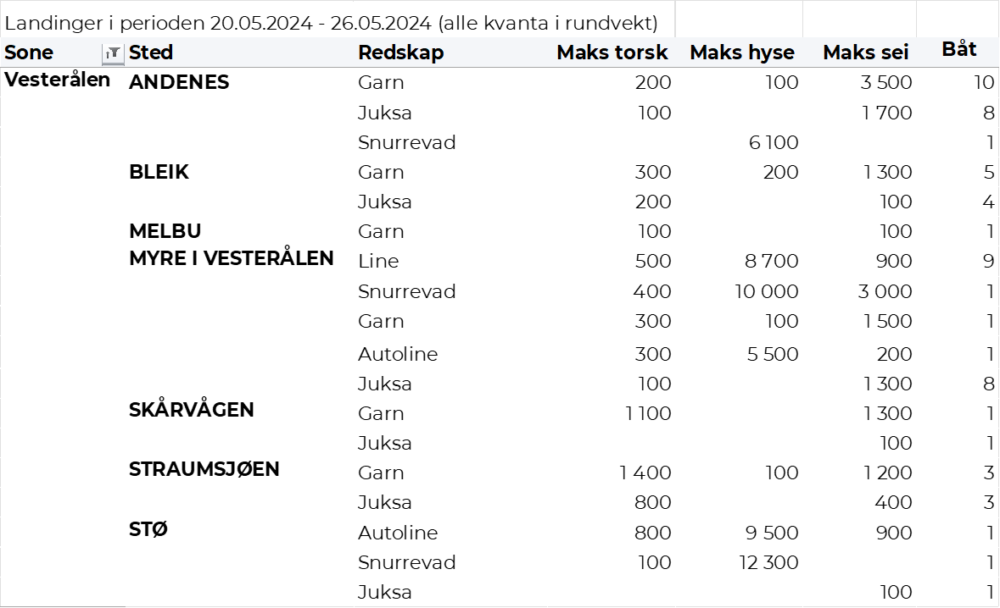 Landinger i perioden 20.05.2024 - 26.05.2024 (alle kvanta i rundvekt)
Sone Sted Redskap Maks torsk Maks hyse Maks sei Båt
Vesterålen ANDENES Garn 200 100 3 500 10
Juksa 100 1 700 8
Snurrevad 6 100 1
BLEIK Garn 300 200 1 300 5
Juksa 200 100 4
MELBU Garn 100 100 1
MYRE I VESTERÅLEN Line 500 8 700 900 9
Snurrevad 400 10 000 3 000 1
Garn 300 100 1 500 1
Autoline 300 5 500 200 1
Juksa 100 1 300 8
SKÅRVÅGEN Garn 1 100 1 300 1
Juksa 100 1
STRAUMSJØEN Garn 1 400 100 1 200 3
Juksa 800 400 3
STØ Autoline 800 9 500 900 1
Snurrevad 100 12 300 1
Juksa 100 1